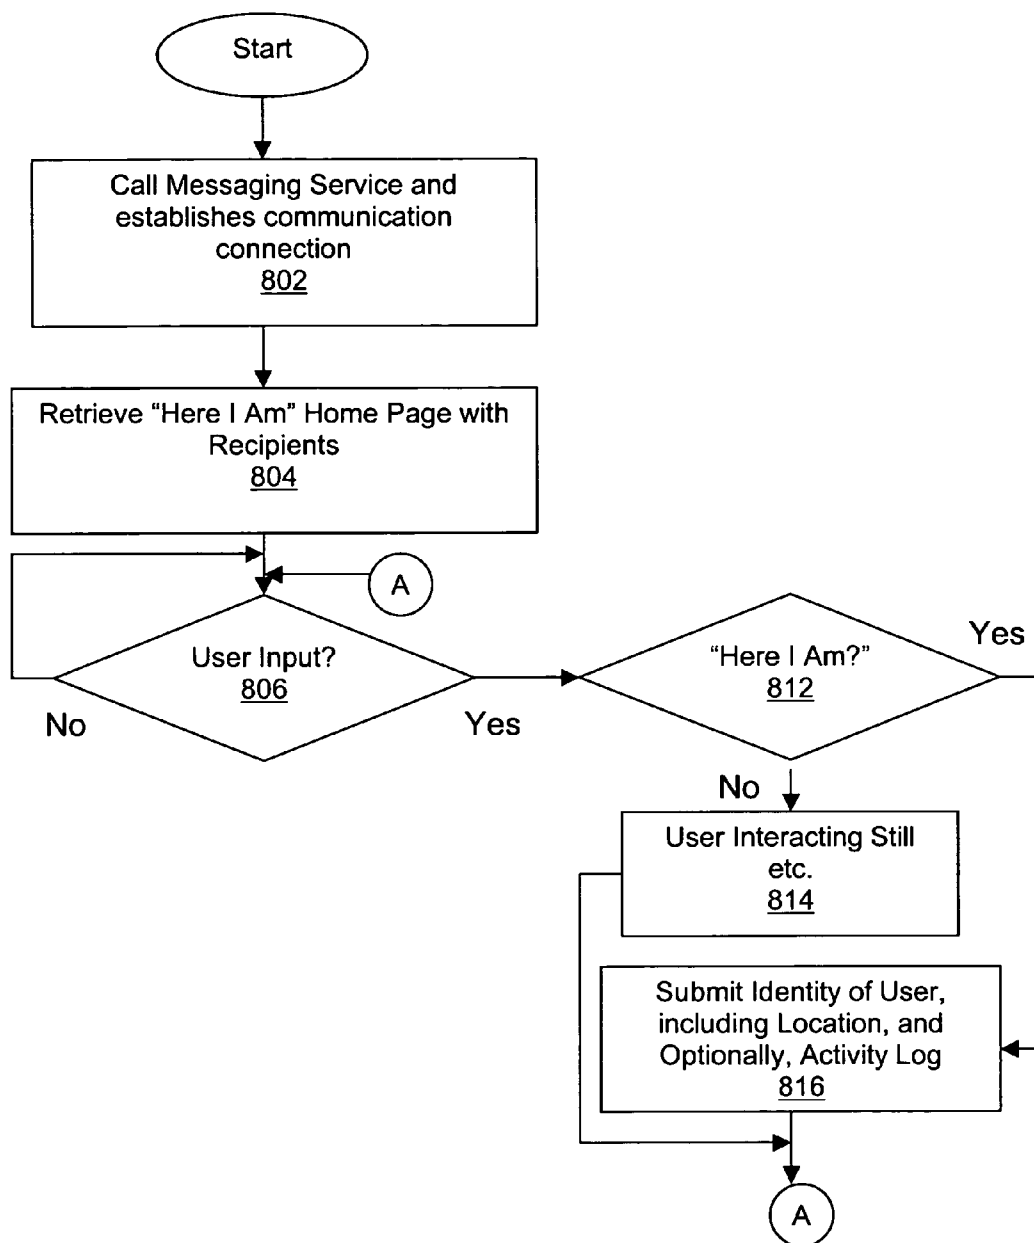 Start
Call Messaging Service and
establishes communication
connection
802
Retrieve “Here I Am” Home Page with
Recipients
804
A
User Input?
806
No
Yes
“Here I Am?”
812
Yes
No
User Interacting Still
etc.
814
Submit Identity of User,
including Location, and
Optionally, Activity Log
816
A